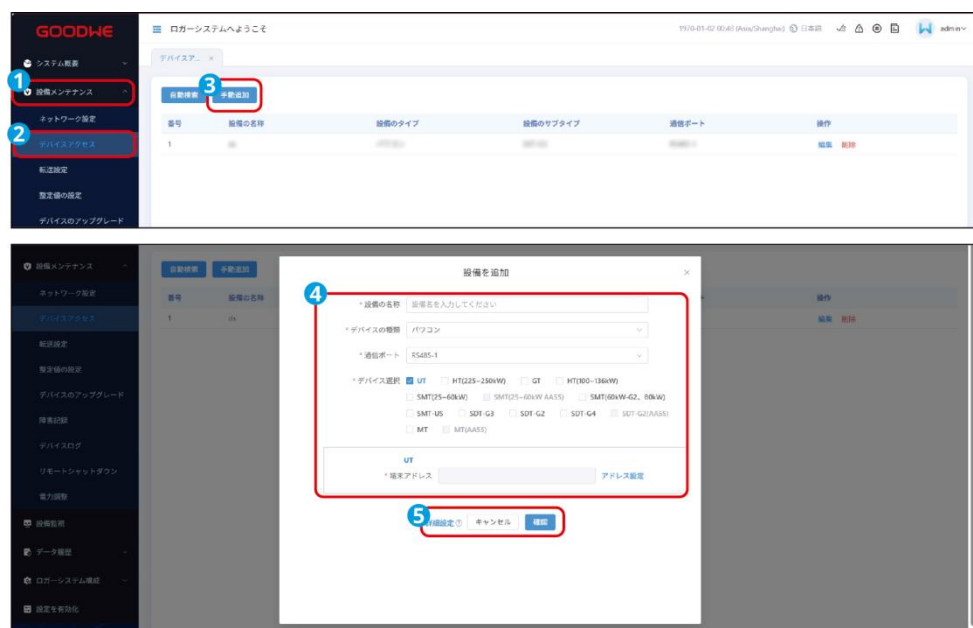 GOODWE
ロガーシステムへようこそ
1970-01-02 00:40 (Asia/Shanghai) 日本語 admin
システム概要
デバイスア... ×
1
設備メンテナンス
3
自動検索 手動追加
ネットワーク設定
番号 設備の名称 設備のタイプ 設備のサブタイプ 通信ポート 操作
2
デバイスアクセス
1 編集 削除
転送設定
整定値の設定
デバイスのアップグレード
設備メンテナンス
自動検索 手動追加
設備を追加 ×
ネットワーク設定
番号 設備の名称 操作
4
* 設備の名称 設備名を入力してください
デバイスアクセス
1 編集 削除
* デバイスの種類 パワコン
転送設定
* 通信ポート RS485-1
整定値の設定
* デバイス選択 UT HT(225~250kW) GT HT(100~136kW)
デバイスのアップグレード
SMT(25~60kW) SMT(25~60kW AA55) SMT(60kW-G2、80kW)
障害記録
SMT-US SDT-G3 SDT-G2 SDT-G4 SDT-G2(AA55)
MT MT(AA55)
デバイスログ
UT
リモートシャットダウン
* 端末アドレス アドレス設定
電力調整
5
詳細設定 キャンセル 確認
設備監視
データ履歴
ロガーシステム構成
設定を有効化